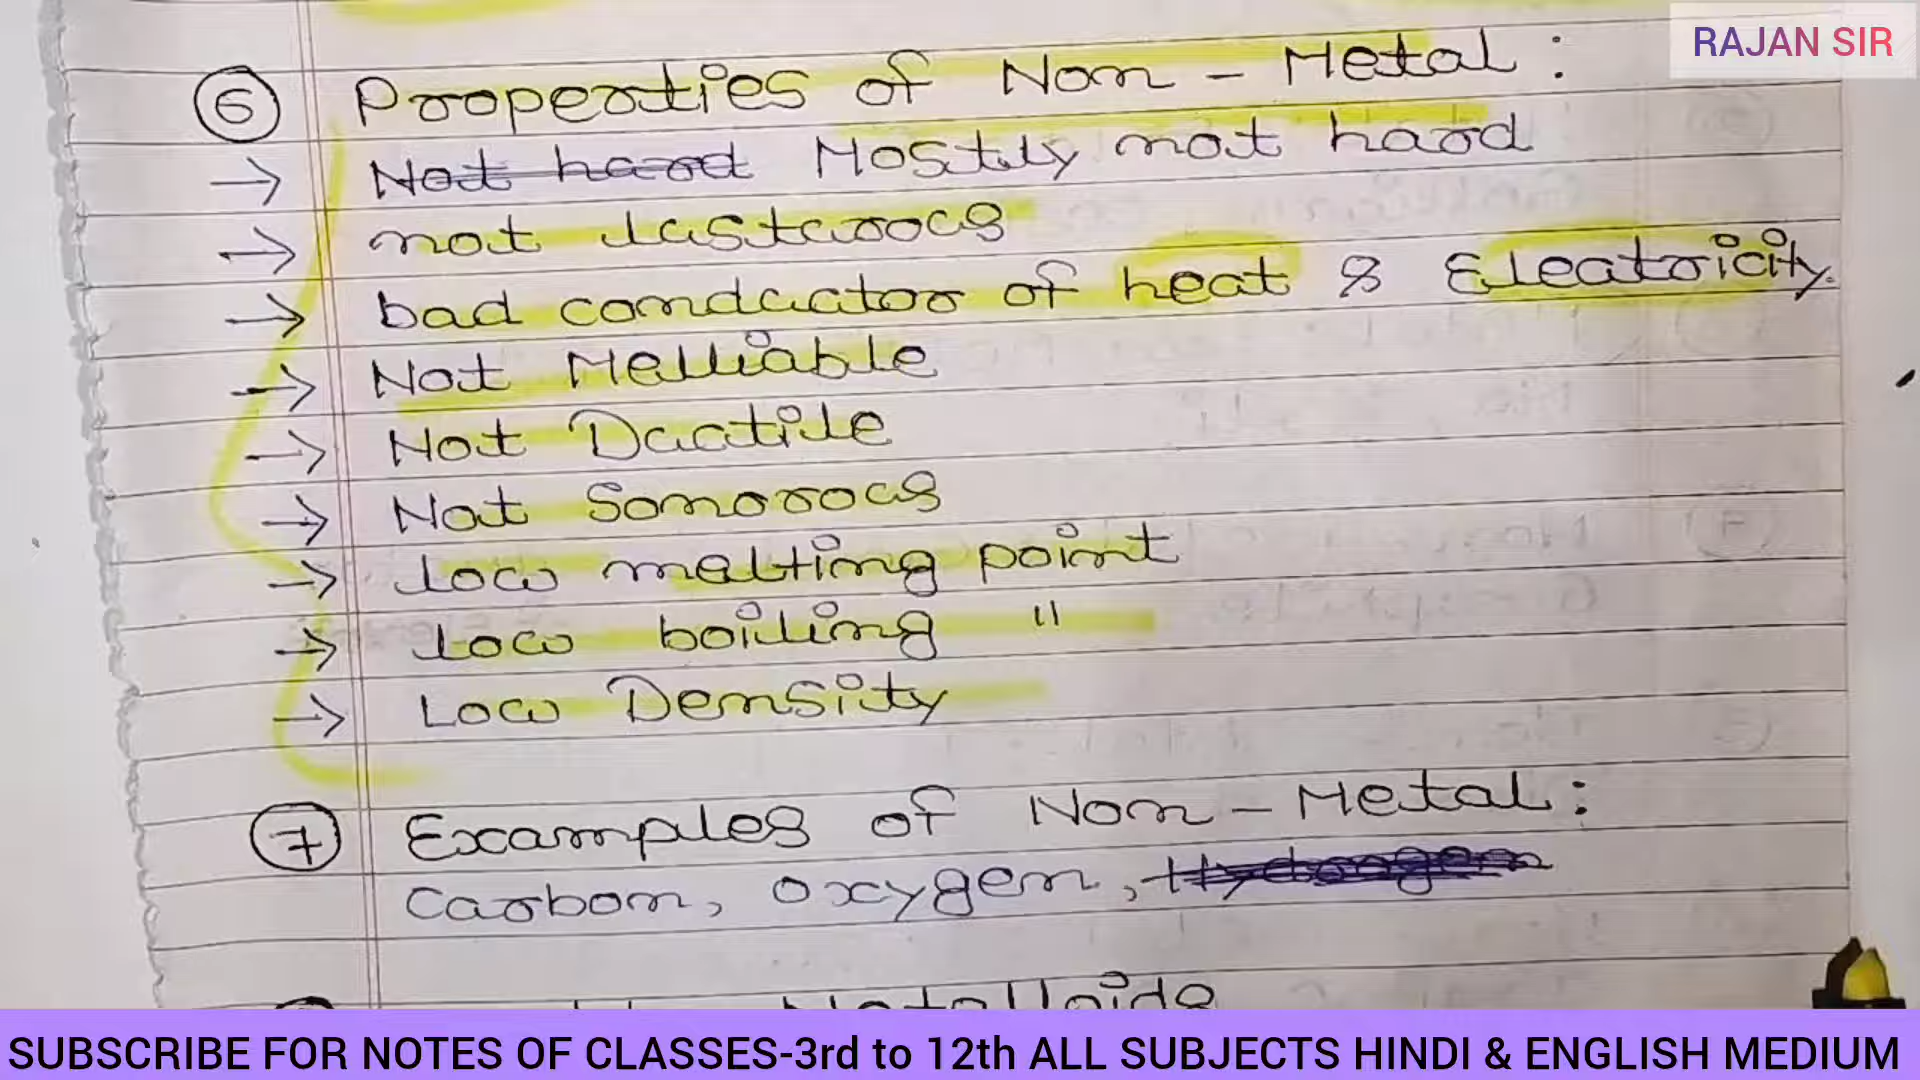 RAJAN SIR
6 Properties of Non - Metal :
→ Not hard Mostly not hard
→ not lustarous
→ bad conductor of heat & Electricity.
→ Not Melliable
→ Not Ductile
→ Not Sonorous
→ low melting point
→ low boiling "
→ Low Density
7 Examples of Non - Metal :
Carbon, oxygen, Hydrogen
Metalloids
SUBSCRIBE FOR NOTES OF CLASSES-3rd to 12th ALL SUBJECTS HINDI & ENGLISH MEDIUM